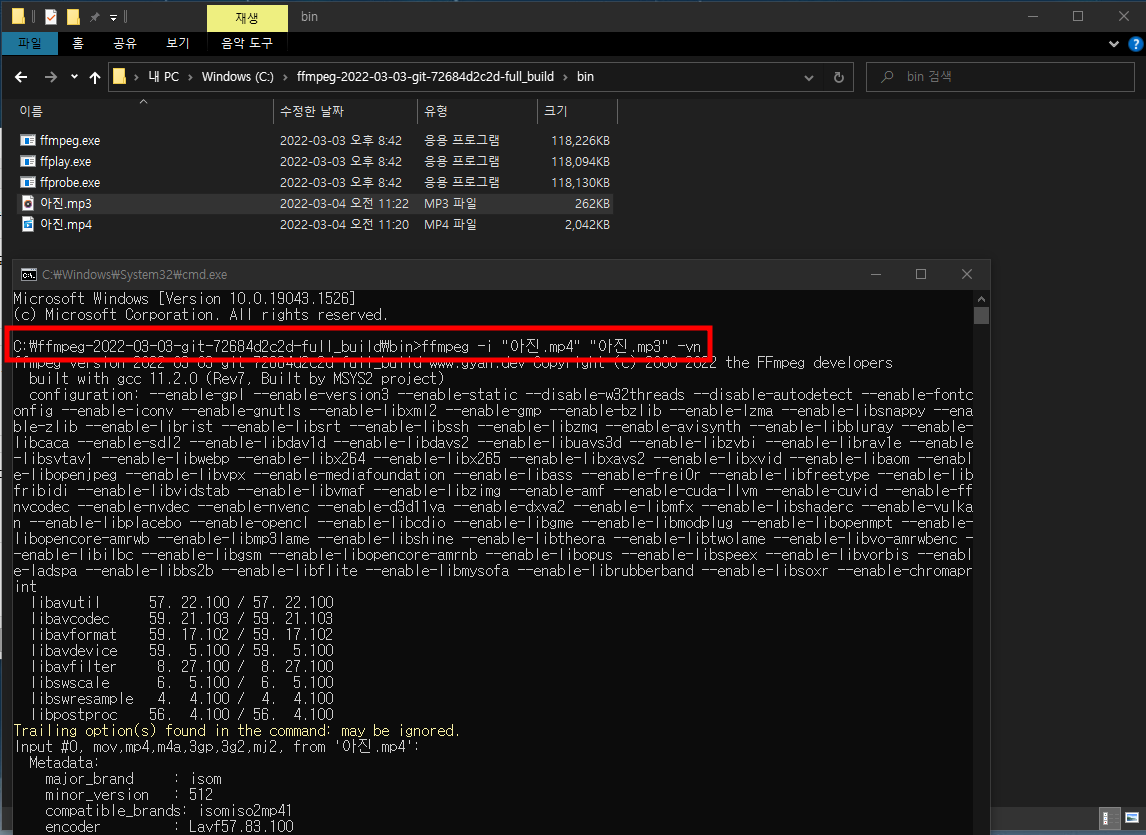 재생
bin
파일
홈
공유
보기
음악 도구
내 PC › Windows (C:) › ffmpeg-2022-03-03-git-72684d2c2d-full_build › bin
bin 검색
이름 수정한 날짜 유형 크기
ffmpeg.exe 2022-03-03 오후 8:42 응용 프로그램 118,226KB
ffplay.exe 2022-03-03 오후 8:42 응용 프로그램 118,094KB
ffprobe.exe 2022-03-03 오후 8:42 응용 프로그램 118,130KB
아진.mp3 2022-03-04 오전 11:22 MP3 파일 262KB
아진.mp4 2022-03-04 오전 11:20 MP4 파일 2,042KB
C:₩Windows₩System32₩cmd.exe
Microsoft Windows [Version 10.0.19043.1526]
(c) Microsoft Corporation. All rights reserved.
C:₩ffmpeg-2022-03-03-git-72684d2c2d-full_build₩bin>ffmpeg -i "아진.mp4" "아진.mp3" -vn
ffmpeg version 2022-03-03-git-72684d2c2d-full_build-www.gyan.dev Copyright (c) 2000-2022 the FFmpeg developers
built with gcc 11.2.0 (Rev7, Built by MSYS2 project)
configuration: --enable-gpl --enable-version3 --enable-static --disable-w32threads --disable-autodetect --enable-fontc
onfig --enable-iconv --enable-gnutls --enable-libxml2 --enable-gmp --enable-bzlib --enable-lzma --enable-libsnappy --ena
ble-zlib --enable-librist --enable-libsrt --enable-libssh --enable-libzmq --enable-avisynth --enable-libbluray --enable-
libcaca --enable-sdl2 --enable-libdav1d --enable-libdavs2 --enable-libuavs3d --enable-libzvbi --enable-librav1e --enable
-libsvtav1 --enable-libwebp --enable-libx264 --enable-libx265 --enable-libxavs2 --enable-libxvid --enable-libaom --enabl
e-libopenjpeg --enable-libvpx --enable-mediafoundation --enable-libass --enable-frei0r --enable-libfreetype --enable-lib
fribidi --enable-libvidstab --enable-libvmaf --enable-libzimg --enable-amf --enable-cuda-llvm --enable-cuvid --enable-ff
nvcodec --enable-nvdec --enable-nvenc --enable-d3d11va --enable-dxva2 --enable-libmfx --enable-libshaderc --enable-vulka
n --enable-libplacebo --enable-opencl --enable-libcdio --enable-libgme --enable-libmodplug --enable-libopenmpt --enable-
libopencore-amrwb --enable-libmp3lame --enable-libshine --enable-libtheora --enable-libtwolame --enable-libvo-amrwbenc -
-enable-libilbc --enable-libgsm --enable-libopencore-amrnb --enable-libopus --enable-libspeex --enable-libvorbis --enabl
e-ladspa --enable-libbs2b --enable-libflite --enable-libmysofa --enable-librubberband --enable-libsoxr --enable-chromapr
int
libavutil 57. 22.100 / 57. 22.100
libavcodec 59. 21.103 / 59. 21.103
libavformat 59. 17.102 / 59. 17.102
libavdevice 59. 5.100 / 59. 5.100
libavfilter 8. 27.100 / 8. 27.100
libswscale 6. 5.100 / 6. 5.100
libswresample 4. 4.100 / 4. 4.100
libpostproc 56. 4.100 / 56. 4.100
Trailing option(s) found in the command: may be ignored.
Input #0, mov,mp4,m4a,3gp,3g2,mj2, from '아진.mp4':
Metadata:
major_brand : isom
minor_version : 512
compatible_brands: isomiso2mp41
encoder : Lavf57.83.100